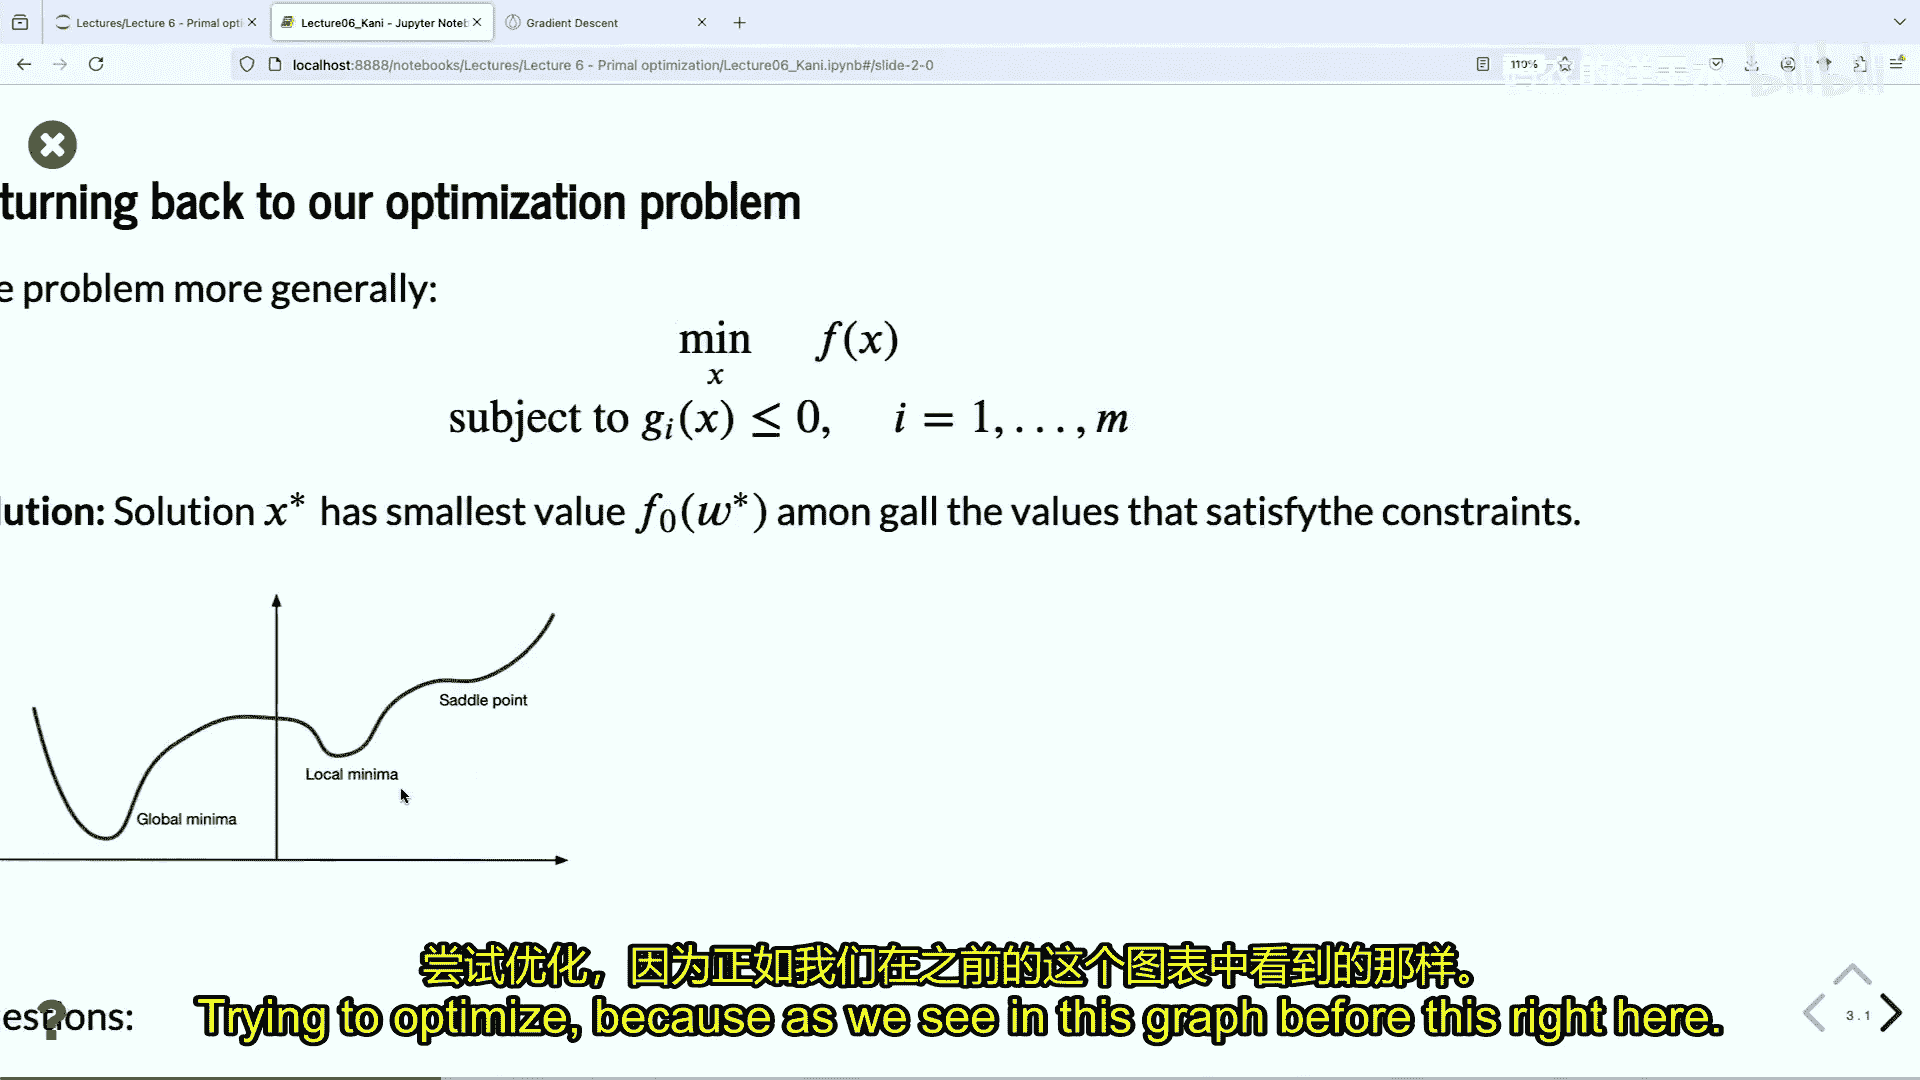 Lectures/Lecture 6 - Primal opti
Lecture06_Kani - Jupyter Note
Gradient Descent
localhost:8888/notebooks/Lectures/Lecture 6 - Primal optimization/Lecture06_Kani.ipynb#/slide-2-0
110%
turning back to our optimization problem
e problem more generally:
min f(x)
x
subject to gᵢ(x) ≤ 0, i = 1, . . . , m
lution: Solution x* has smallest value f₀(w*) amon gall the values that satisfythe constraints.
Saddle point
Local minima
Global minima
尝试优化，因为正如我们在之前的这个图表中看到的那样。
estions:
Trying to optimize, because as we see in this graph before this right here.
3.1